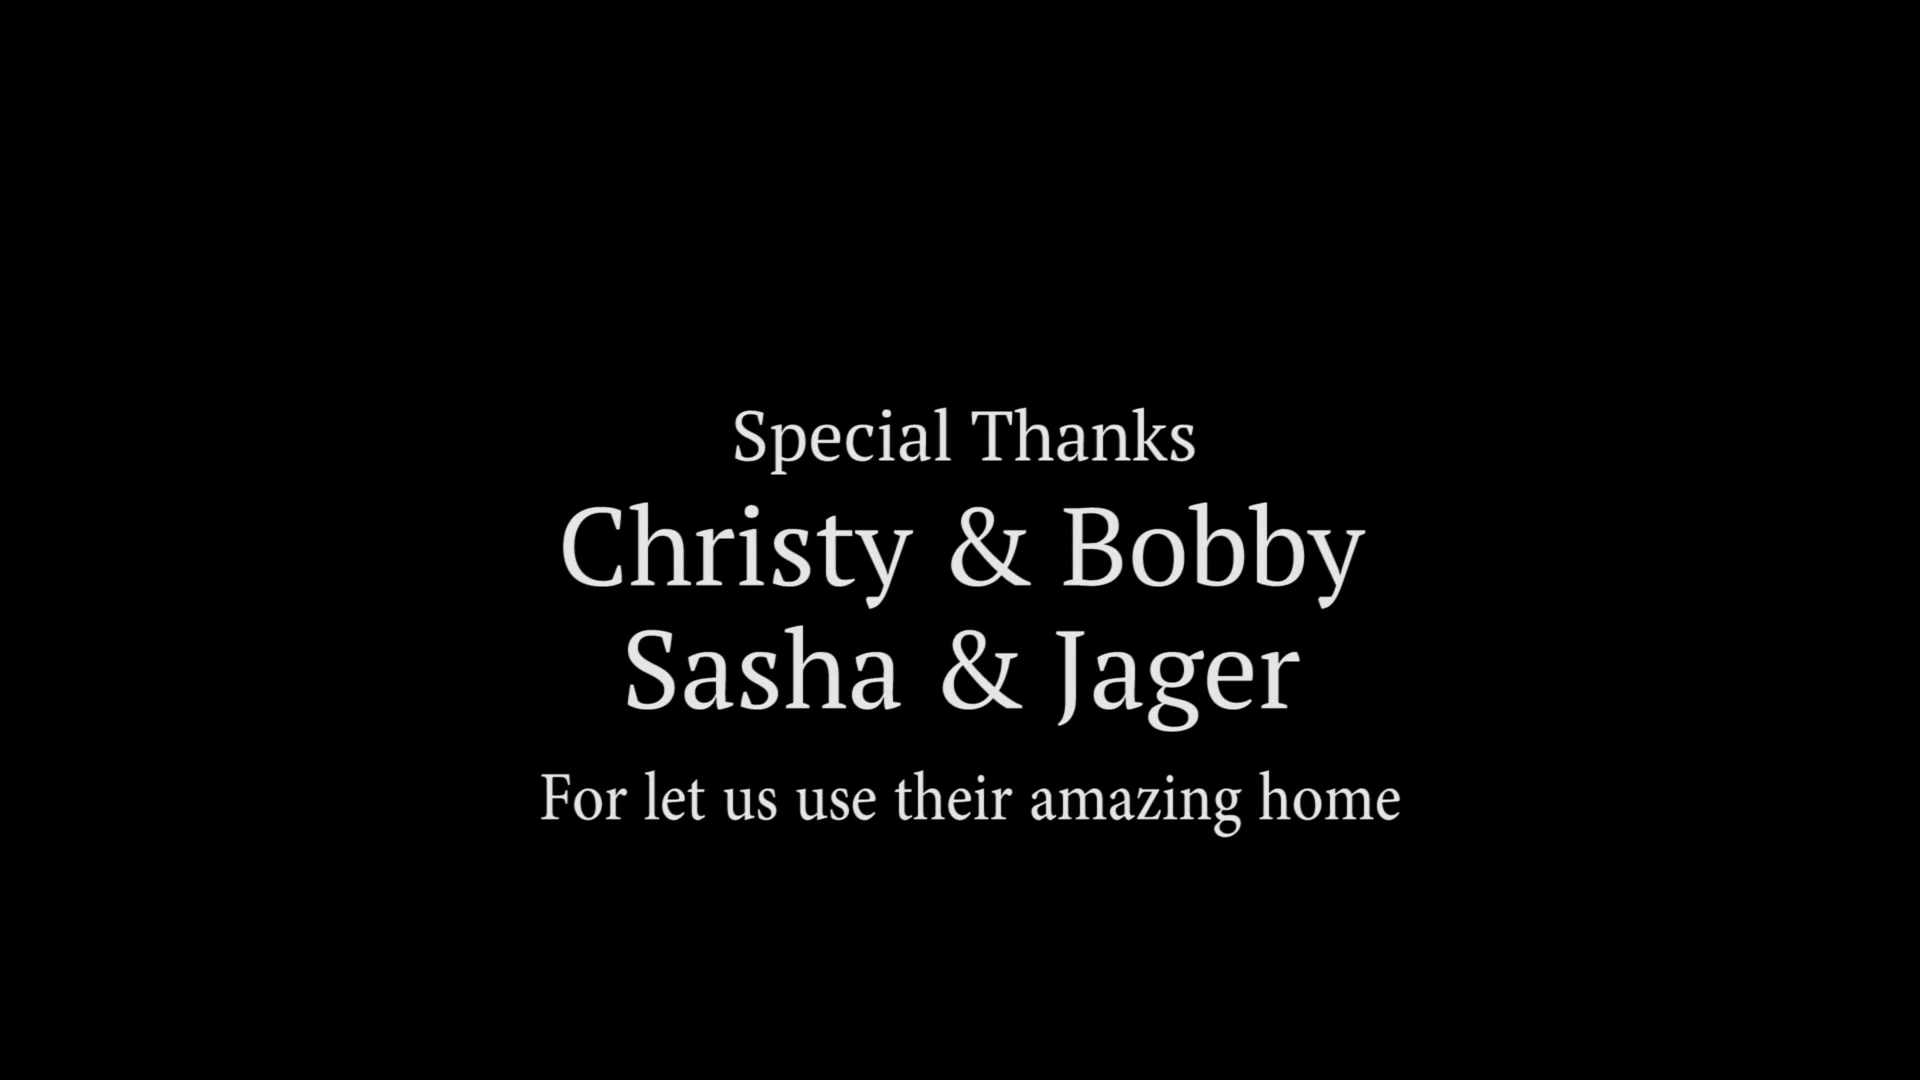 Special Thanks
Christy & Bobby
Sasha & Jager
For let us use their amazing home